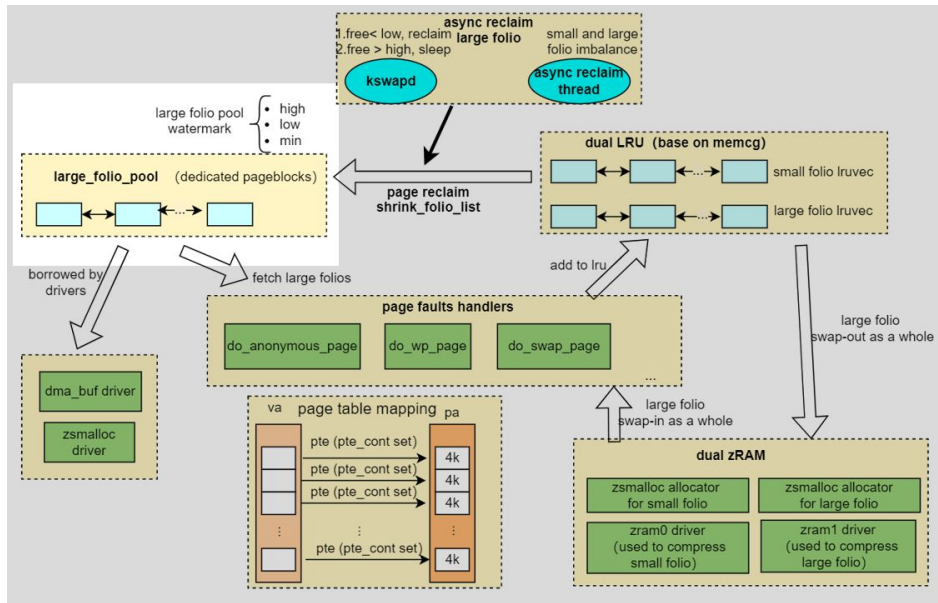 async reclaim
large folio
1.free< low, reclaim
2.free > high, sleep
small and large
folio imbalance
kswapd
async reclaim
thread
large folio pool
watermark
• high
• low
• min
large_folio_pool (dedicated pageblocks)
...
page reclaim
shrink_folio_list
dual LRU (base on memcg)
... small folio lruvec
... large folio lruvec
borrowed by
drivers
fetch large folios
add to lru
page faults handlers
do_anonymous_page
do_wp_page
do_swap_page
...
large folio
swap-out as a whole
dma_buf driver
zsmalloc
driver
large folio
swap-in as a whole
va page table mapping pa
pte (pte_cont set) 4k
pte (pte_cont set) 4k
pte (pte_cont set) 4k
⋮ ⋮ ⋮
pte (pte_cont set) 4k
dual zRAM
zsmalloc allocator
for small folio
zsmalloc allocator
for large folio
zram0 driver
(used to compress
small folio)
zram1 driver
(used to compress
large folio)